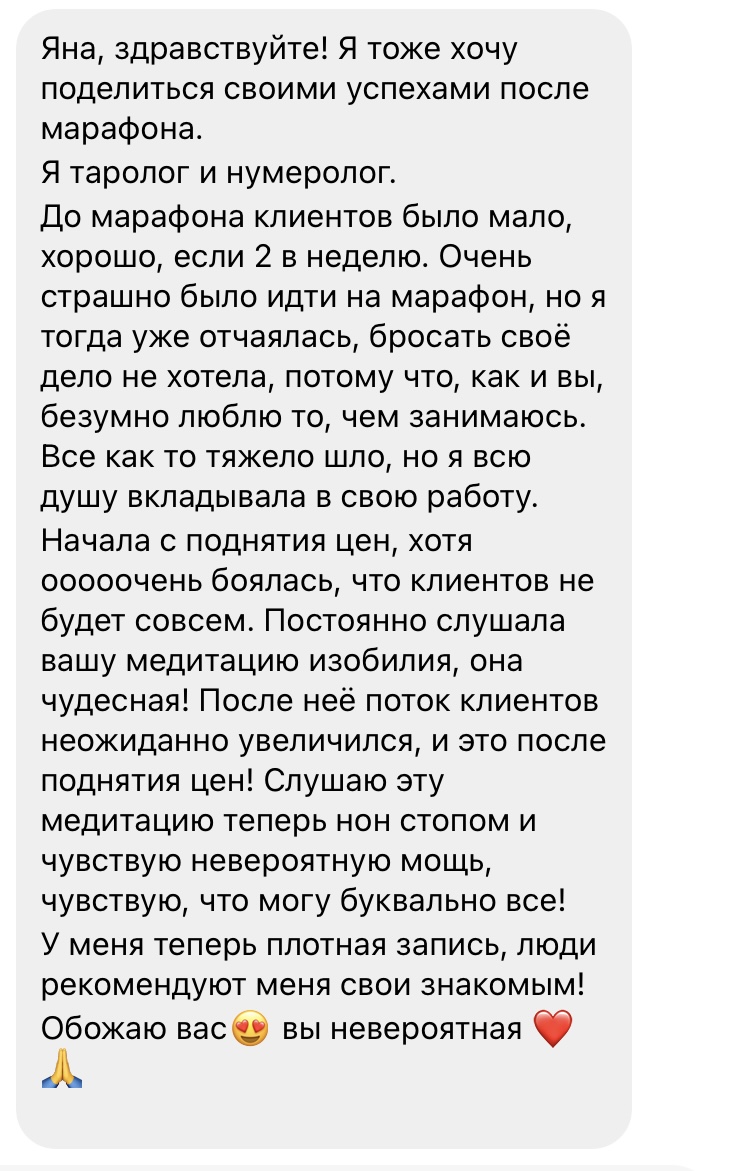 Яна, здравствуйте! Я тоже хочу
поделиться своими успехами после
марафона.
Я таролог и нумеролог.
До марафона клиентов было мало,
хорошо, если 2 в неделю. Очень
страшно было идти на марафон, но я
тогда уже отчаялась, бросать своё
дело не хотела, потому что, как и вы,
безумно люблю то, чем занимаюсь.
Все как то тяжело шло, но я всю
душу вкладывала в свою работу.
Начала с поднятия цен, хотя
ооооочень боялась, что клиентов не
будет совсем. Постоянно слушала
вашу медитацию изобилия, она
чудесная! После неё поток клиентов
неожиданно увеличился, и это после
поднятия цен! Слушаю эту
медитацию теперь нон стопом и
чувствую невероятную мощь,
чувствую, что могу буквально все!
У меня теперь плотная запись, люди
рекомендуют меня свои знакомым!
Обожаю вас😍 вы невероятная ❤️
🙏